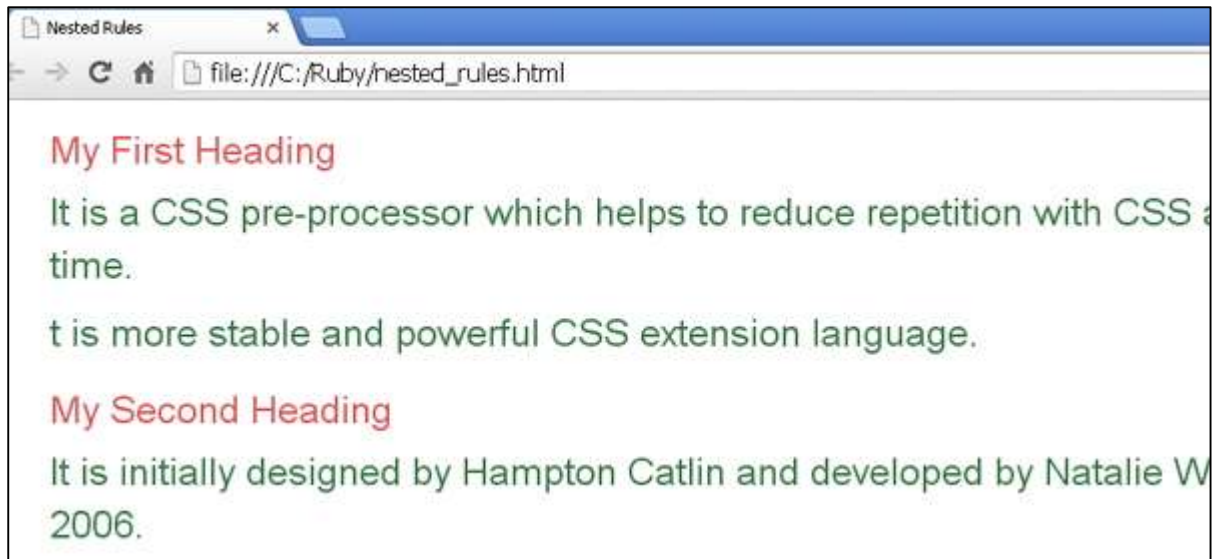 Nested Rules
file:///C:/Ruby/nested_rules.html
My First Heading
It is a CSS pre-processor which helps to reduce repetition with CSS
time.
t is more stable and powerful CSS extension language.
My Second Heading
It is initially designed by Hampton Catlin and developed by Natalie W
2006.